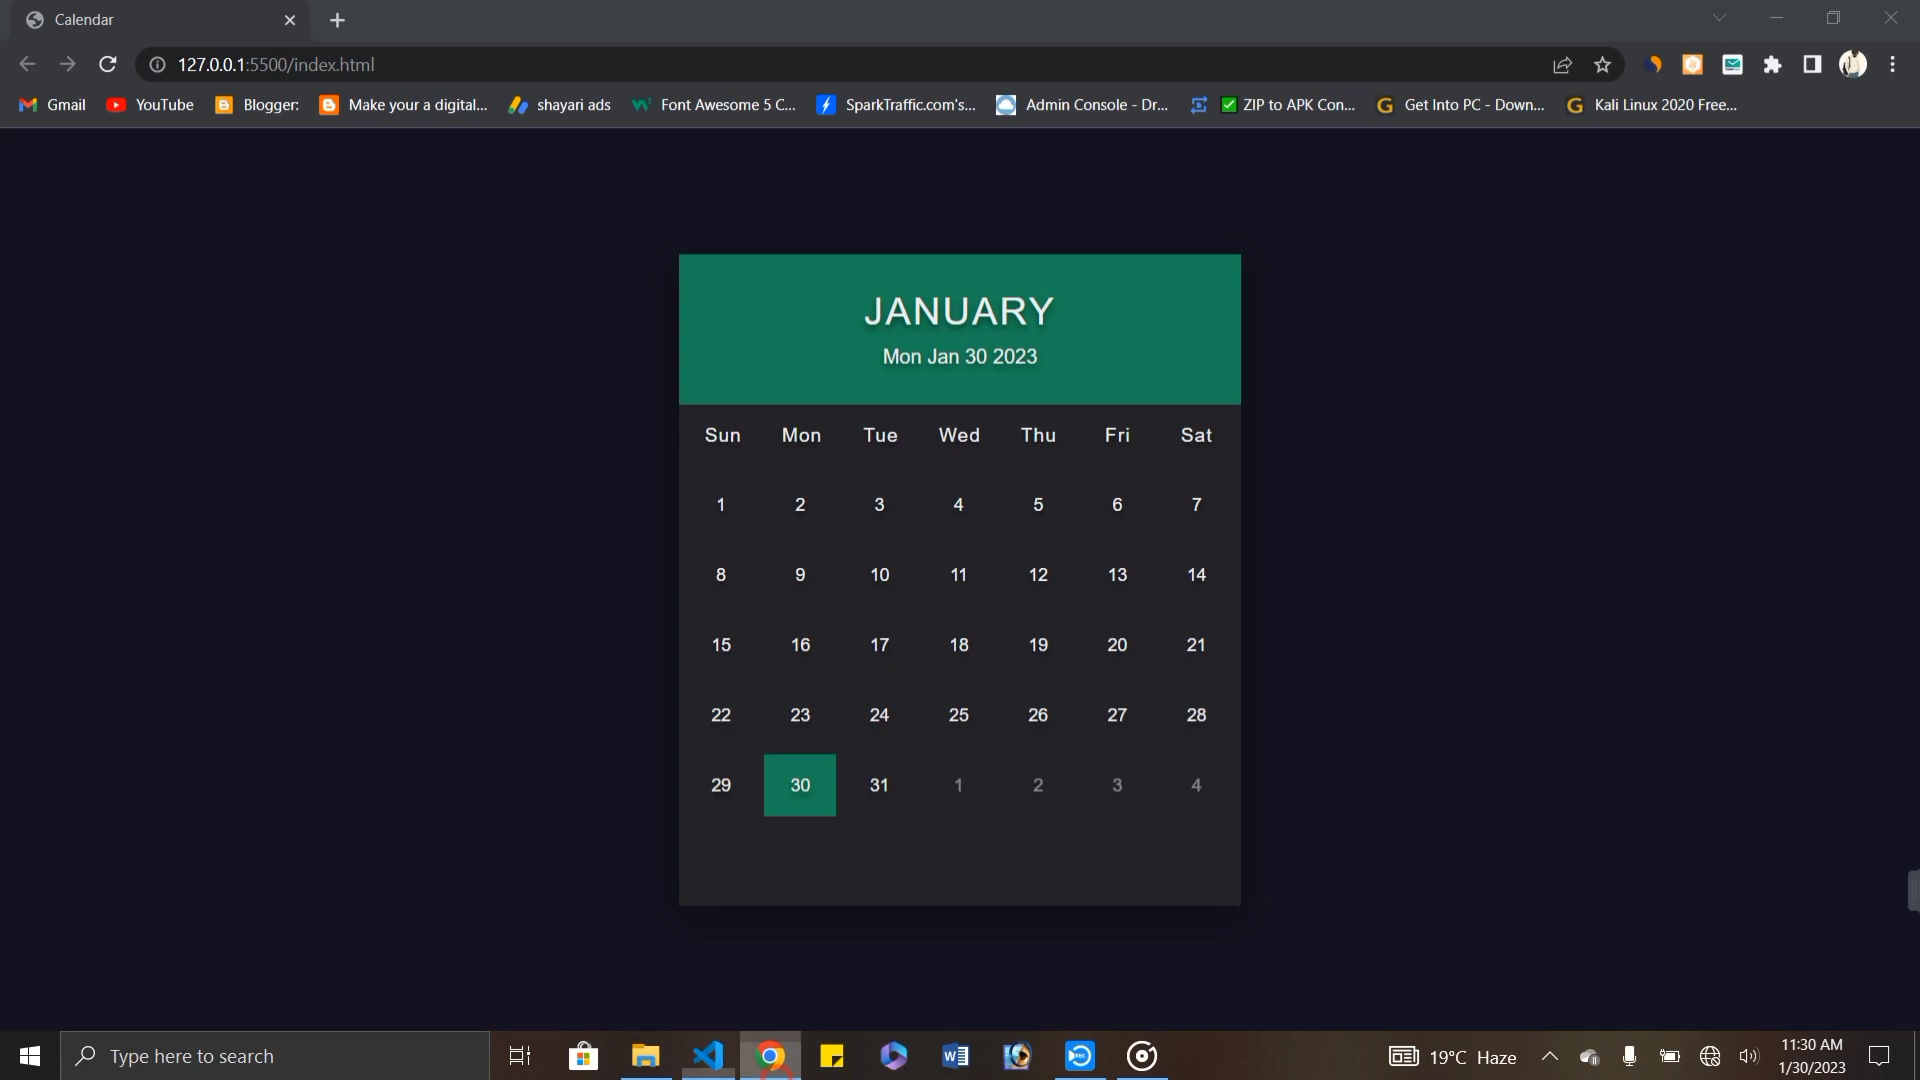 Calendar
127.0.0.1:5500/index.html
Gmail YouTube Blogger: Make your a digital... shayari ads Font Awesome 5 C... SparkTraffic.com's... Admin Console - Dr... ZIP to APK Con... Get Into PC - Down... Kali Linux 2020 Free...
JANUARY
Mon Jan 30 2023
Sun Mon Tue Wed Thu Fri Sat
1 2 3 4 5 6 7
8 9 10 11 12 13 14
15 16 17 18 19 20 21
22 23 24 25 26 27 28
29 30 31 1 2 3 4
Type here to search
19°C Haze
11:30 AM
1/30/2023